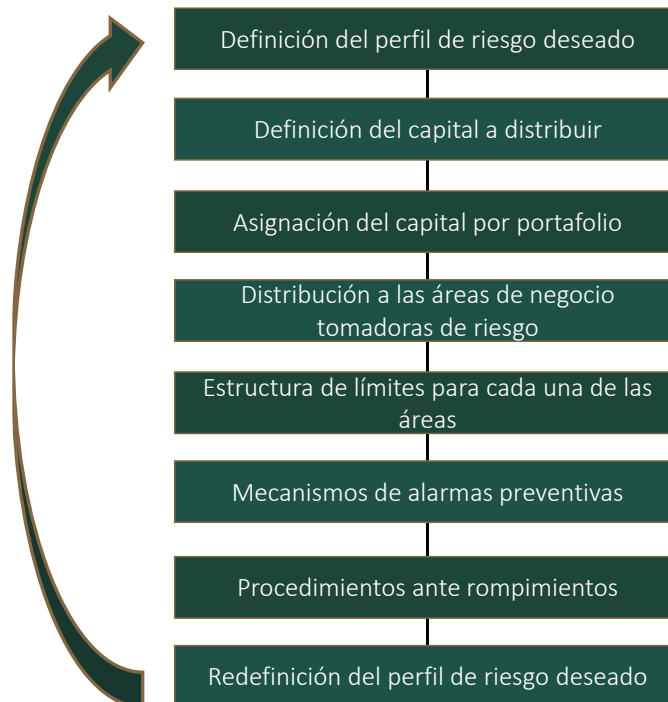 Definición del perfil de riesgo deseado
Definición del capital a distribuir
Asignación del capital por portafolio
Distribución a las áreas de negocio
tomadoras de riesgo
Estructura de límites para cada una de las
áreas
Mecanismos de alarmas preventivas
Procedimientos ante rompimientos
Redefinición del perfil de riesgo deseado